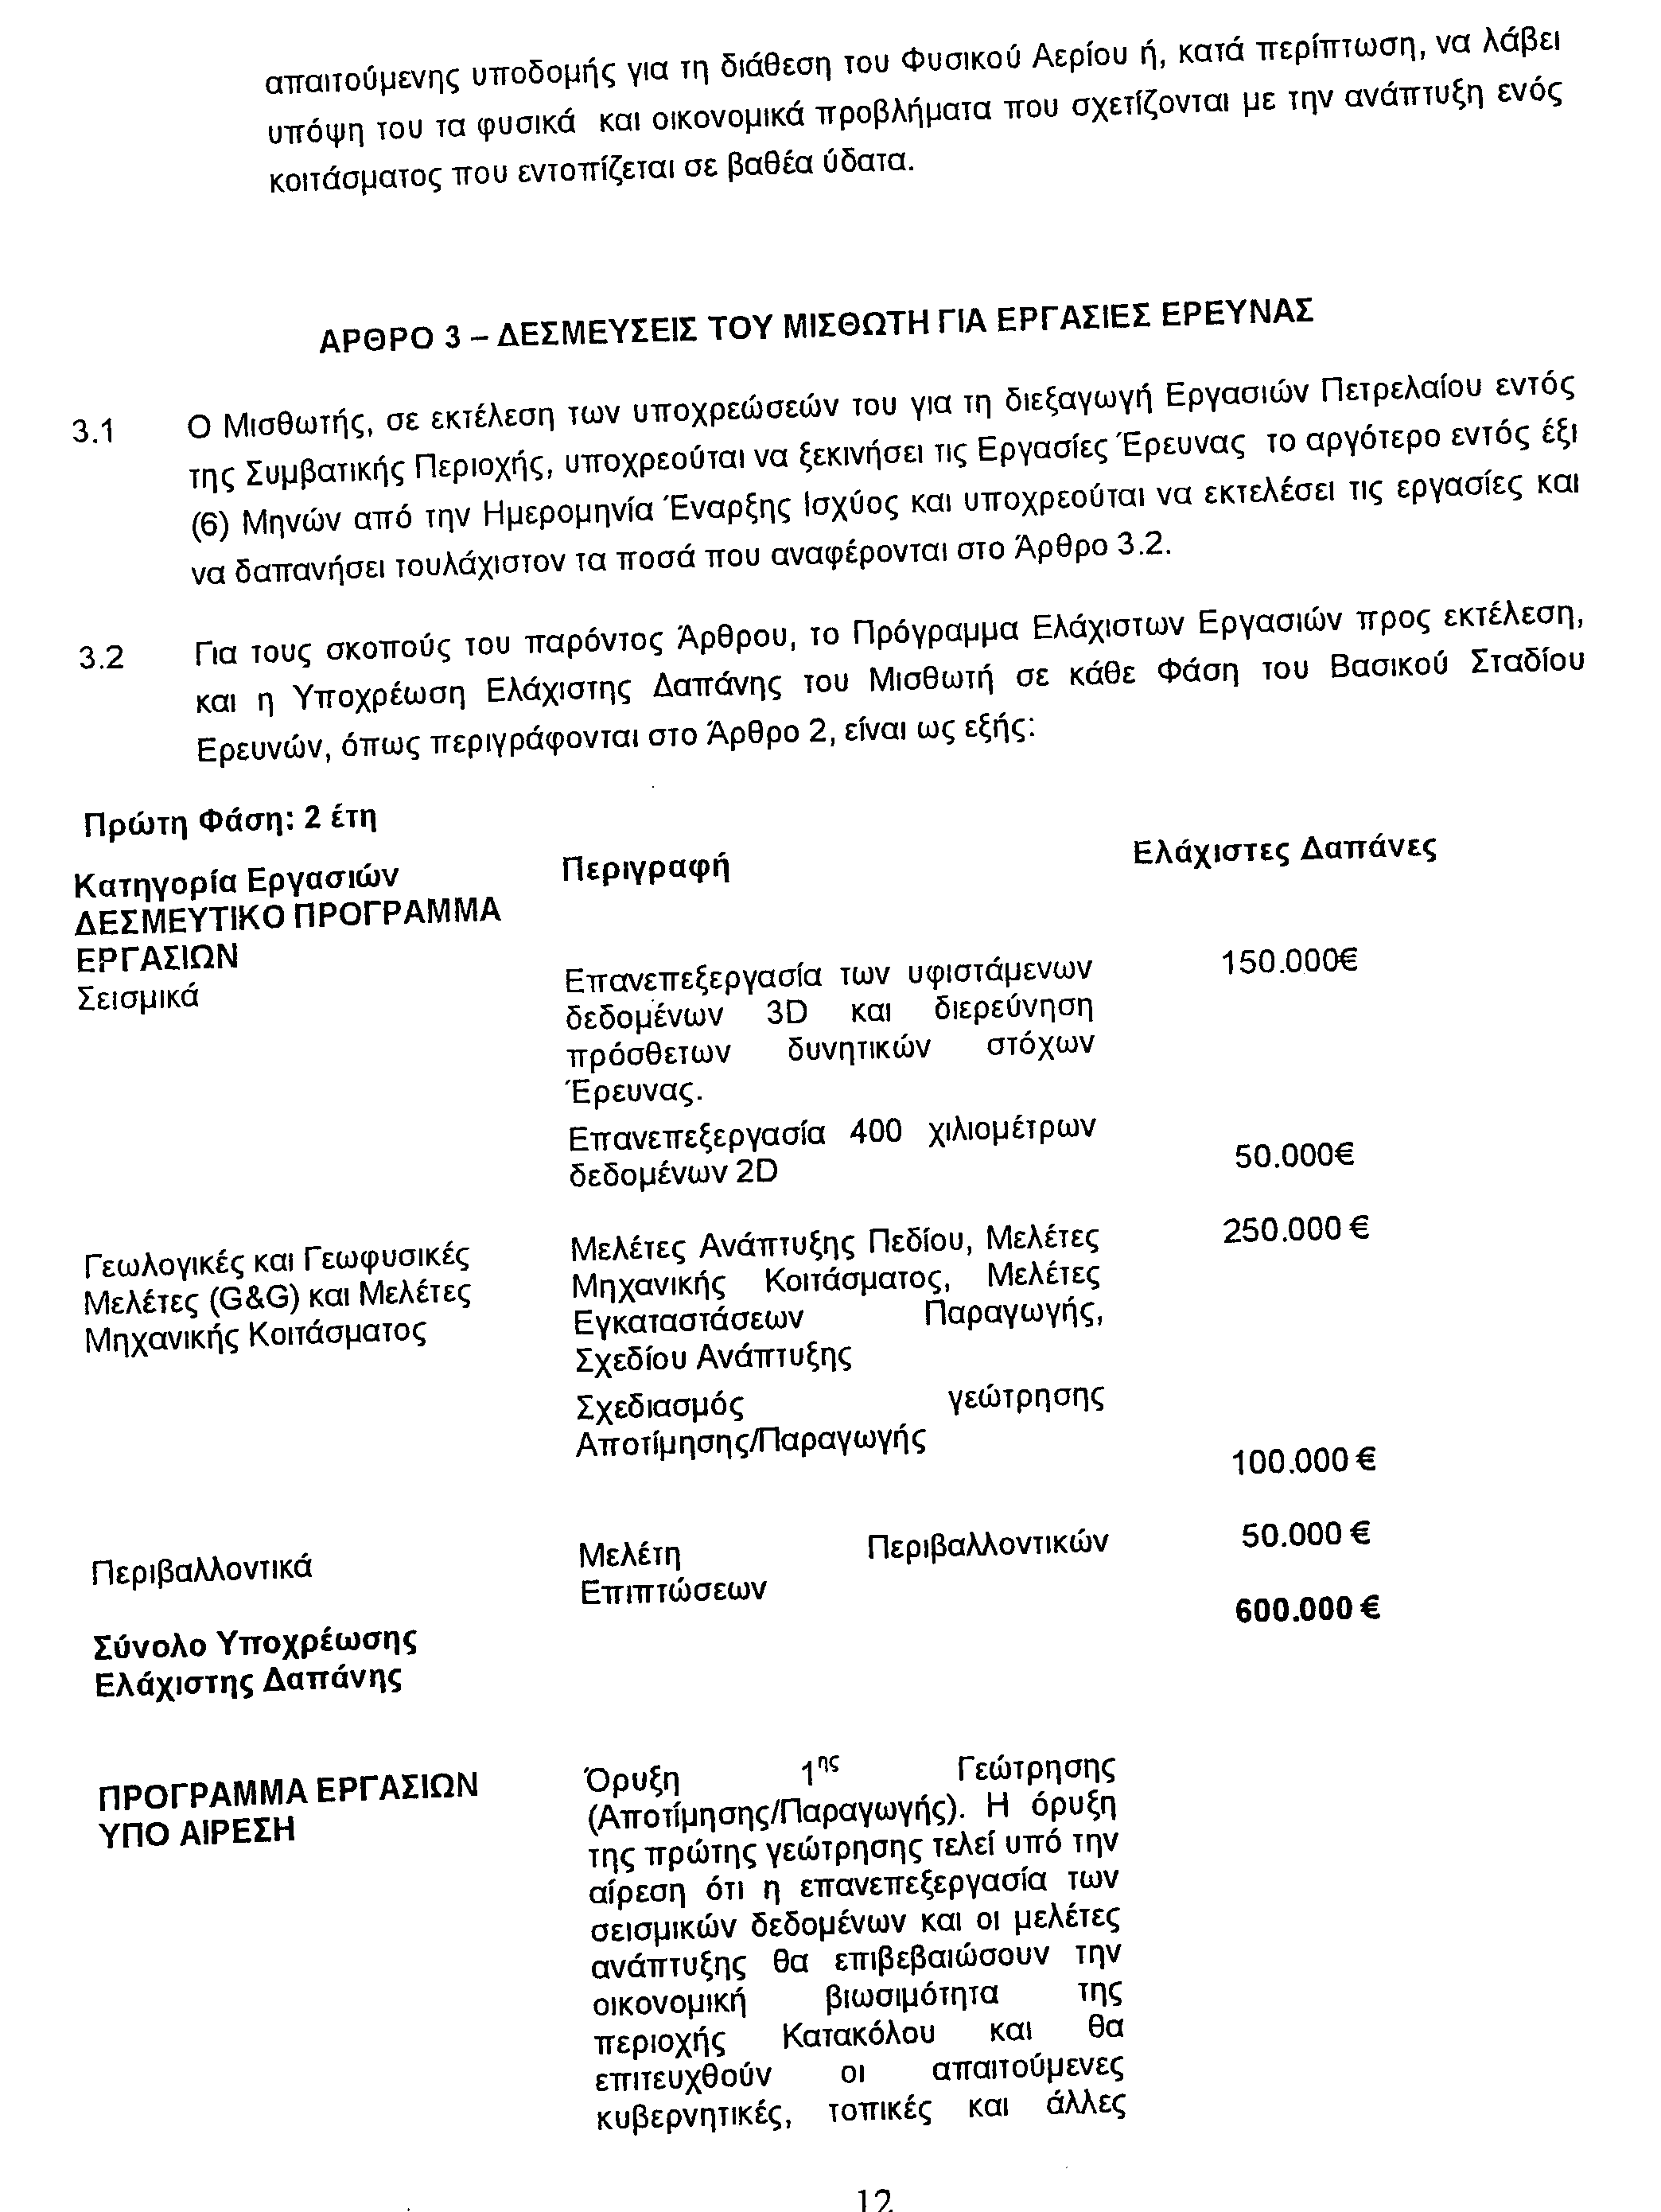 απαιτούμενης υποδομής για τη διάθεση του Φυσικού Αερίου ή, κατά περίπτωση, να λάβει
υπόψη του τα φυσικά και οικονομικά προβλήματα που σχετίζονται με την ανάπτυξη ενός
κοιτάσματος που εντοπίζεται σε βαθέα ύδατα.
ΑΡΘΡΟ 3 – ΔΕΣΜΕΥΣΕΙΣ ΤΟΥ ΜΙΣΘΩΤΗ ΓΙΑ ΕΡΓΑΣΙΕΣ ΕΡΕΥΝΑΣ
3.1 Ο Μισθωτής, σε εκτέλεση των υποχρεώσεών του για τη διεξαγωγή Εργασιών Πετρελαίου εντός
της Συμβατικής Περιοχής, υποχρεούται να ξεκινήσει τις Εργασίες Έρευνας το αργότερο εντός έξι
(6) Μηνών από την Ημερομηνία Έναρξης Ισχύος και υποχρεούται να εκτελέσει τις εργασίες και
να δαπανήσει τουλάχιστον τα ποσά που αναφέρονται στο Άρθρο 3.2.
3.2 Για τους σκοπούς του παρόντος Άρθρου, το Πρόγραμμα Ελάχιστων Εργασιών προς εκτέλεση,
και η Υποχρέωση Ελάχιστης Δαπάνης του Μισθωτή σε κάθε Φάση του Βασικού Σταδίου
Ερευνών, όπως περιγράφονται στο Άρθρο 2, είναι ως εξής:
Πρώτη Φάση: 2 έτη
Κατηγορία Εργασιών Περιγραφή Ελάχιστες Δαπάνες
ΔΕΣΜΕΥΤΙΚΟ ΠΡΟΓΡΑΜΜΑ
ΕΡΓΑΣΙΩΝ
Σεισμικά Επανεπεξεργασία των υφιστάμενων 150.000€
δεδομένων 3D και διερεύνηση
πρόσθετων δυνητικών στόχων
Έρευνας.
Επανεπεξεργασία 400 χιλιομέτρων
δεδομένων 2D 50.000€
Γεωλογικές και Γεωφυσικές Μελέτες Ανάπτυξης Πεδίου, Μελέτες 250.000 €
Μελέτες (G&G) και Μελέτες Μηχανικής Κοιτάσματος, Μελέτες
Μηχανικής Κοιτάσματος Εγκαταστάσεων Παραγωγής,
Σχεδίου Ανάπτυξης
Σχεδιασμός γεώτρησης
Αποτίμησης/Παραγωγής
100.000 €
Περιβαλλοντικά Μελέτη Περιβαλλοντικών 50.000 €
Επιπτώσεων
Σύνολο Υποχρέωσης 600.000 €
Ελάχιστης Δαπάνης
ΠΡΟΓΡΑΜΜΑ ΕΡΓΑΣΙΩΝ Όρυξη 1ης Γεώτρησης
ΥΠΟ ΑΙΡΕΣΗ (Αποτίμησης/Παραγωγής). Η όρυξη
της πρώτης γεώτρησης τελεί υπό την
αίρεση ότι η επανεπεξεργασία των
σεισμικών δεδομένων και οι μελέτες
ανάπτυξης θα επιβεβαιώσουν την
οικονομική βιωσιμότητα της
περιοχής Κατακόλου και θα
επιτευχθούν οι απαιτούμενες
κυβερνητικές, τοπικές και άλλες
12